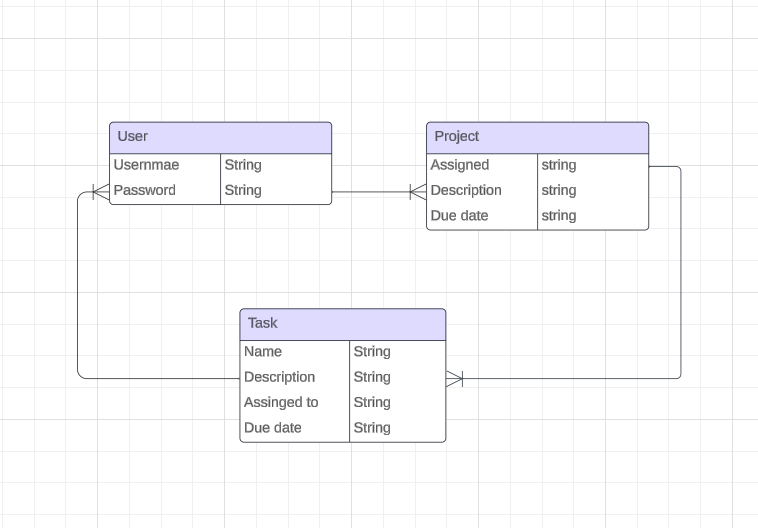 User
Usernmae String
Password String
Project
Assigned string
Description string
Due date string
Task
Name String
Description String
Assinged to String
Due date String